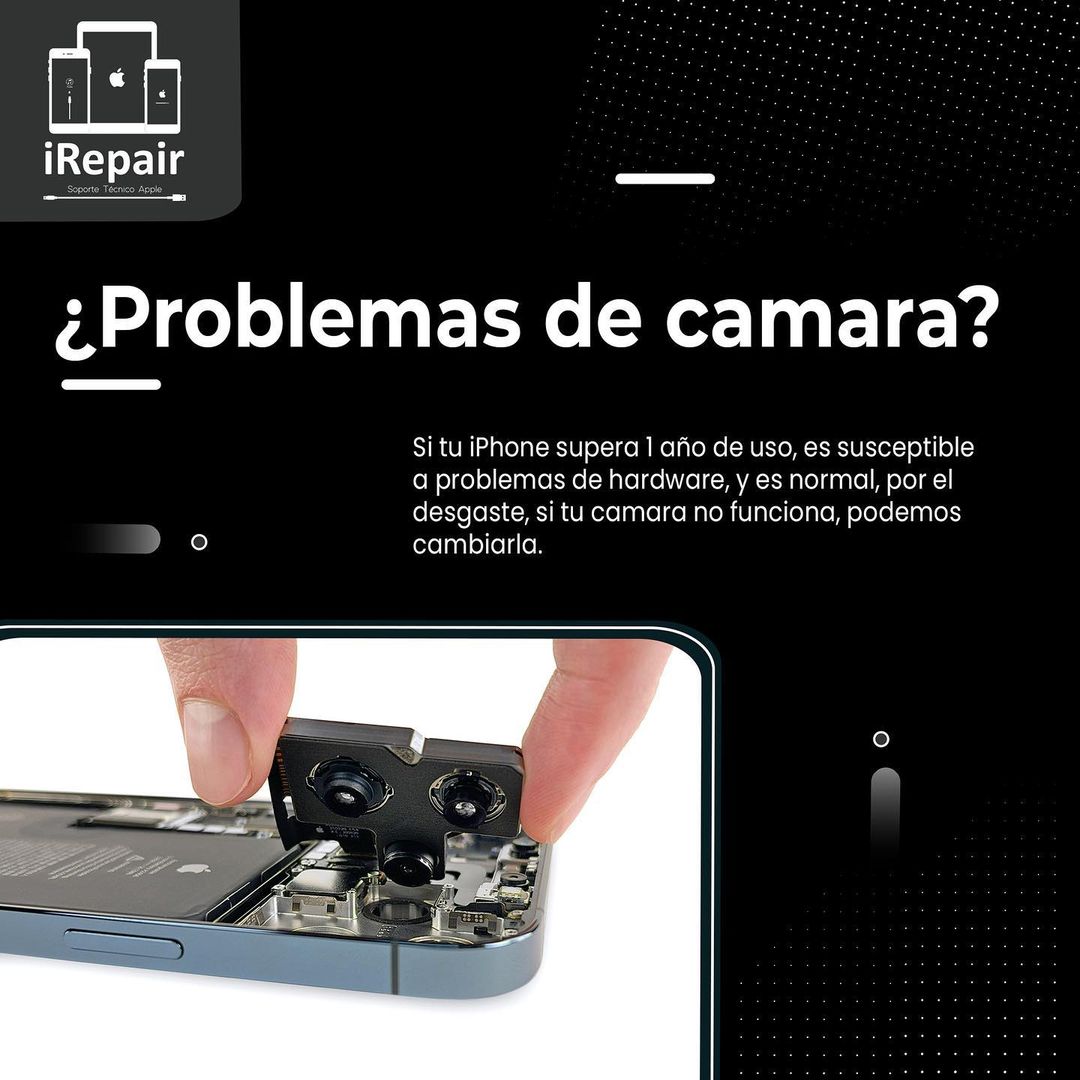 iRepair
Soporte Técnico Apple
¿Problemas de camara?
Si tu iPhone supera 1 año de uso, es susceptible
a problemas de hardware, y es normal, por el
desgaste, si tu camara no funciona, podemos
cambiarla.